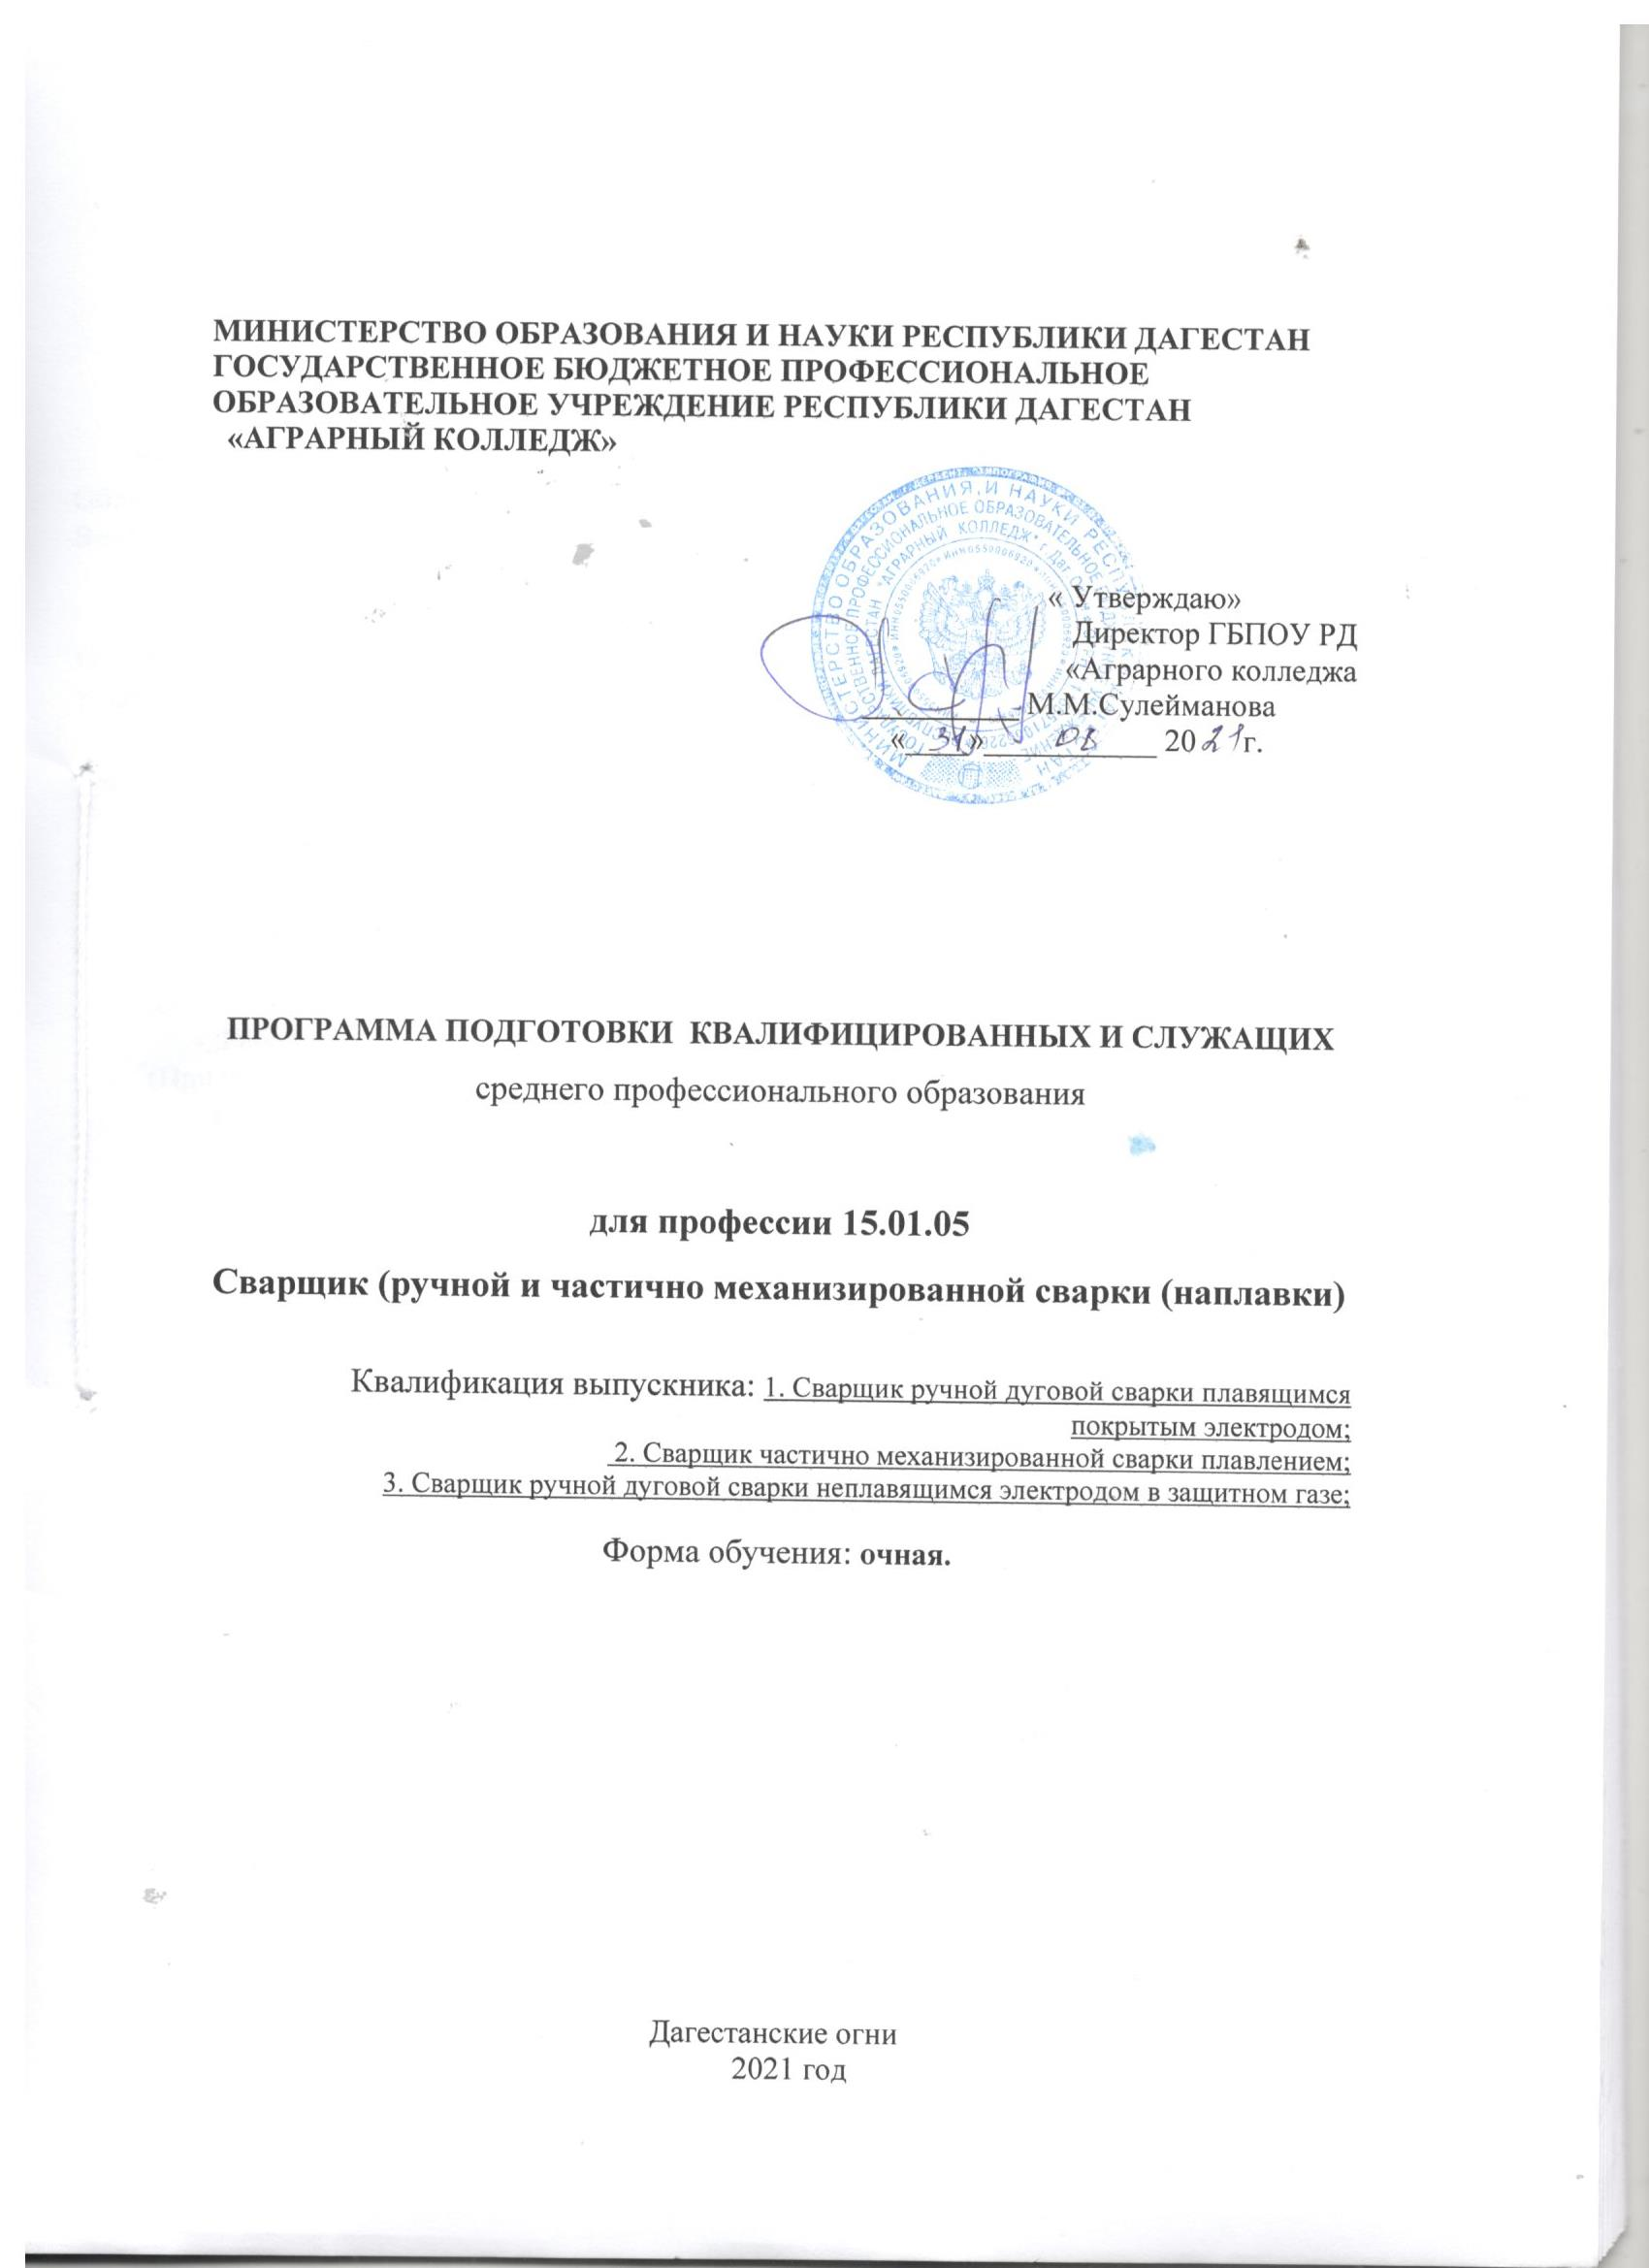 МИНИСТЕРСТВО ОБРАЗОВАНИЯ И НАУКИ РЕСПУБЛИКИ ДАГЕСТАН
ГОСУДАРСТВЕННОЕ БЮДЖЕТНОЕ ПРОФЕССИОНАЛЬНОЕ
ОБРАЗОВАТЕЛЬНОЕ УЧРЕЖДЕНИЕ РЕСПУБЛИКИ ДАГЕСТАН
«АГРАРНЫЙ КОЛЛЕДЖ»
« Утверждаю»
Директор ГБПОУ РД
«Аграрного колледжа
М.М.Сулейманова
«31» 08 2021г.
ПРОГРАММА ПОДГОТОВКИ КВАЛИФИЦИРОВАННЫХ И СЛУЖАЩИХ
среднего профессионального образования
для профессии 15.01.05
Сварщик (ручной и частично механизированной сварки (наплавки)
Квалификация выпускника: 1. Сварщик ручной дуговой сварки плавящимся
покрытым электродом;
2. Сварщик частично механизированной сварки плавлением;
3. Сварщик ручной дуговой сварки неплавящимся электродом в защитном газе;
Форма обучения: очная.
Дагестанские огни
2021 год